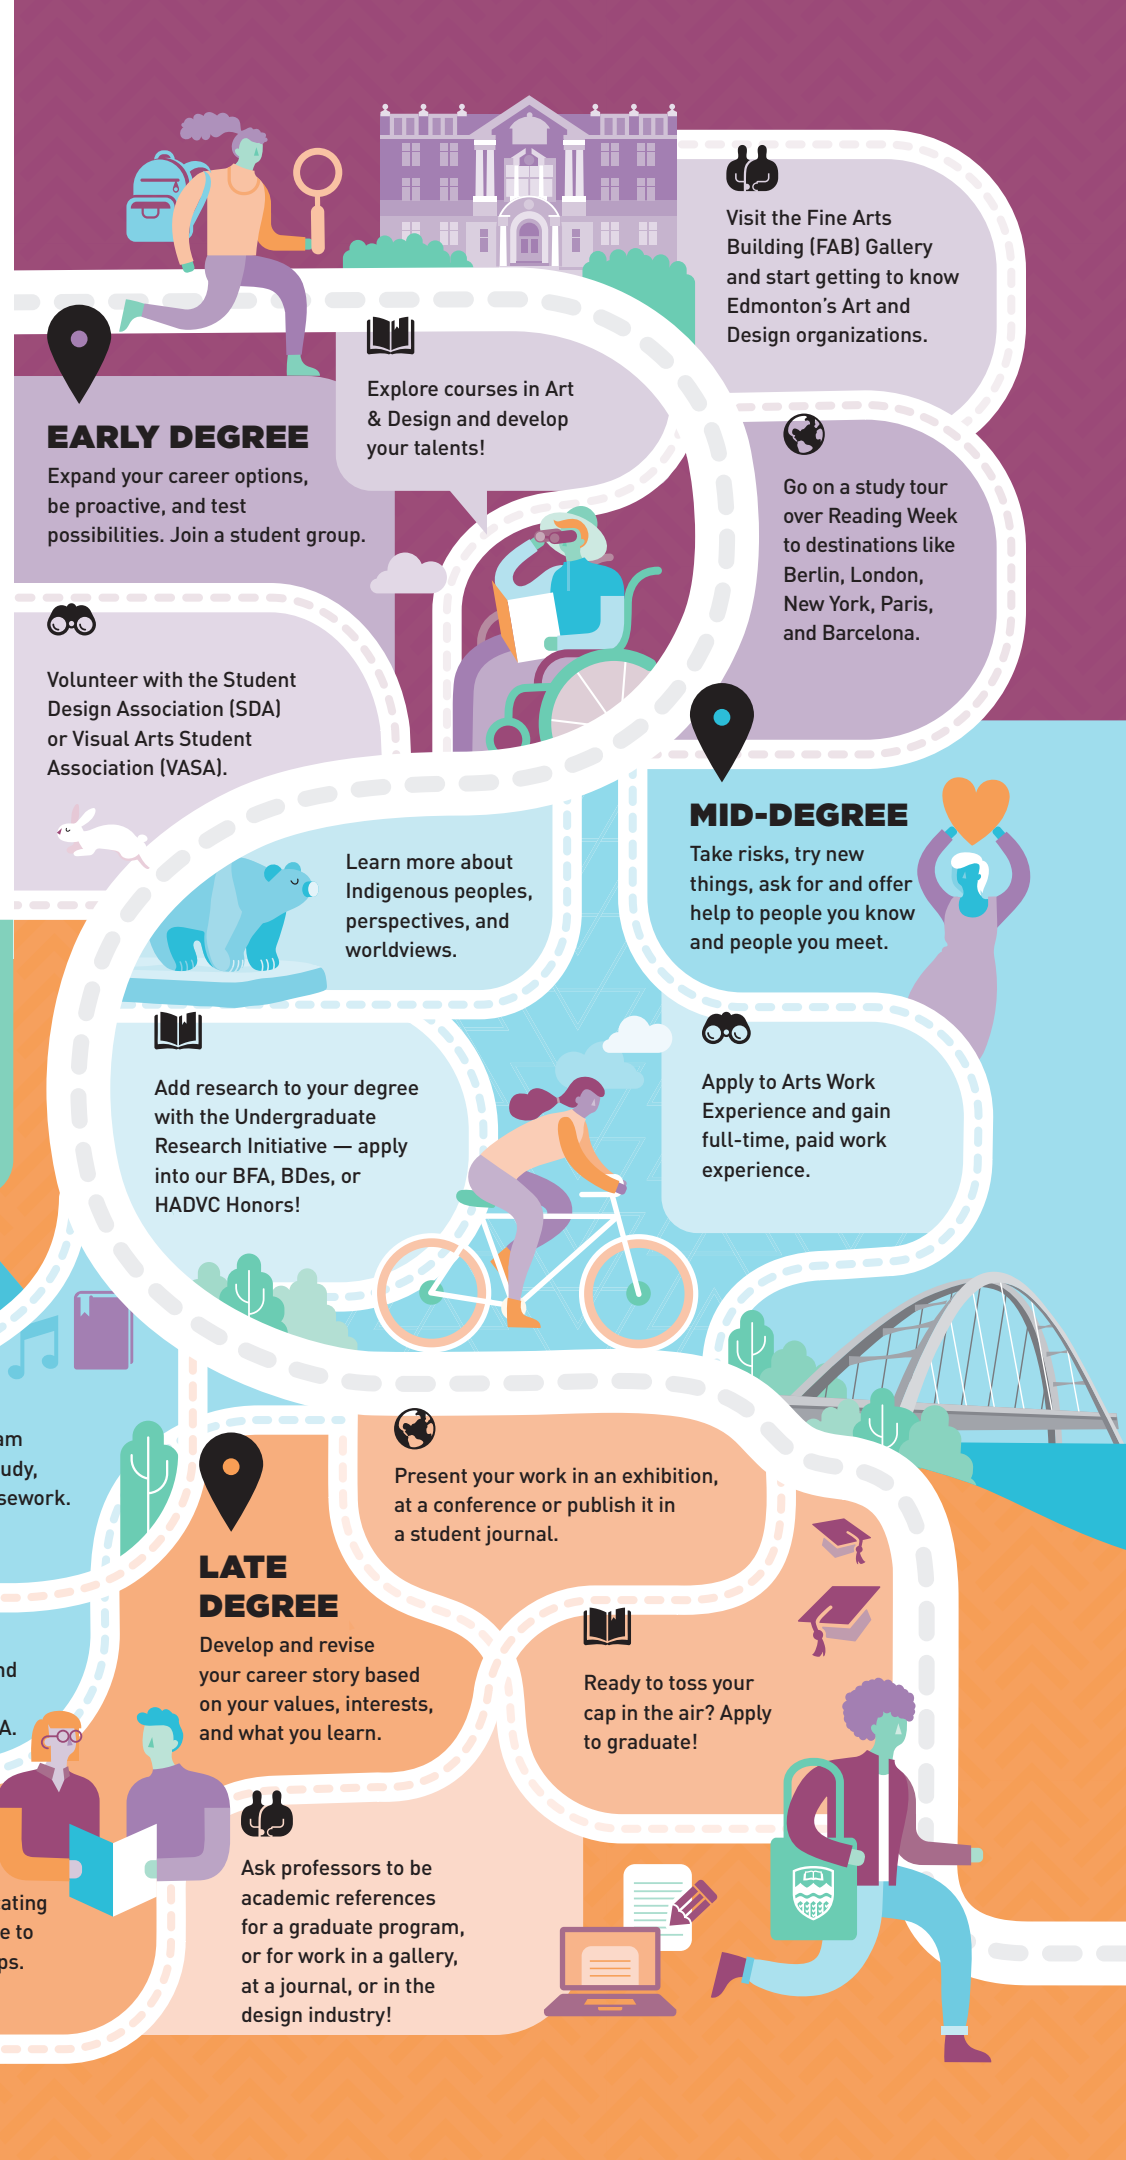 Visit the Fine Arts
Building (FAB) Gallery
and start getting to know
Edmonton's Art and
Design organizations.
Explore courses in Art
& Design and develop
your talents!
EARLY DEGREE
Expand your career options,
be proactive, and test
possibilities. Join a student group.
Go on a study tour
over Reading Week
to destinations like
Berlin, London,
New York, Paris,
and Barcelona.
Volunteer with the Student
Design Association (SDA)
or Visual Arts Student
Association (VASA).
MID-DEGREE
Take risks, try new
things, ask for and offer
help to people you know
and people you meet.
Learn more about
Indigenous peoples,
perspectives, and
worldviews.
Add research to your degree
with the Undergraduate
Research Initiative — apply
into our BFA, BDes, or
HADVC Honors!
Apply to Arts Work
Experience and gain
full-time, paid work
experience.
am
udy,
sework.
Present your work in an exhibition,
at a conference or publish it in
a student journal.
LATE
DEGREE
Develop and revise
your career story based
on your values, interests,
and what you learn.
nd
A.
Ready to toss your
cap in the air? Apply
to graduate!
Ask professors to be
academic references
for a graduate program,
or for work in a gallery,
at a journal, or in the
design industry!
ating
e to
ps.